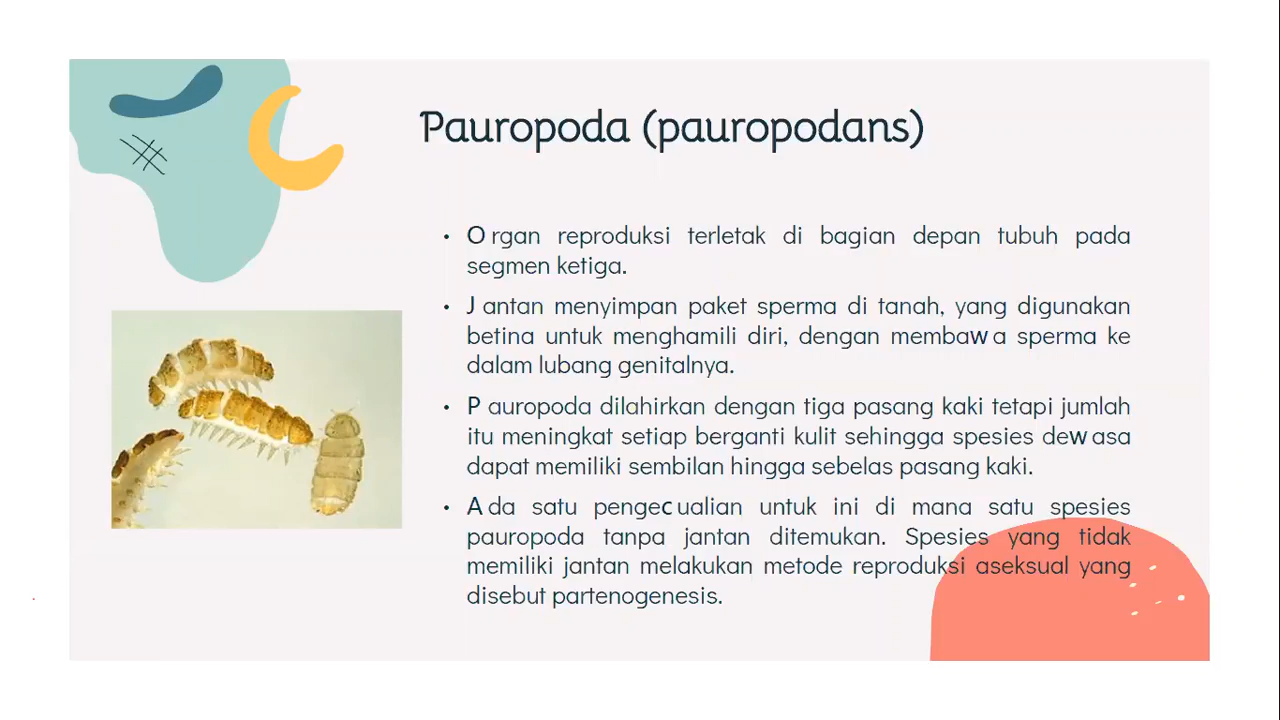 Pauropoda (pauropodans)
• Organ reproduksi terletak di bagian depan tubuh pada
segmen ketiga.
• Jantan menyimpan paket sperma di tanah, yang digunakan
betina untuk menghamili diri, dengan membawa sperma ke
dalam lubang genitalnya.
• Pauropoda dilahirkan dengan tiga pasang kaki tetapi jumlah
itu meningkat setiap berganti kulit sehingga spesies dewasa
dapat memiliki sembilan hingga sebelas pasang kaki.
• Ada satu pengecualian untuk ini di mana satu spesies
pauropoda tanpa jantan ditemukan. Spesies yang tidak
memiliki jantan melakukan metode reproduksi aseksual yang
disebut partenogenesis.